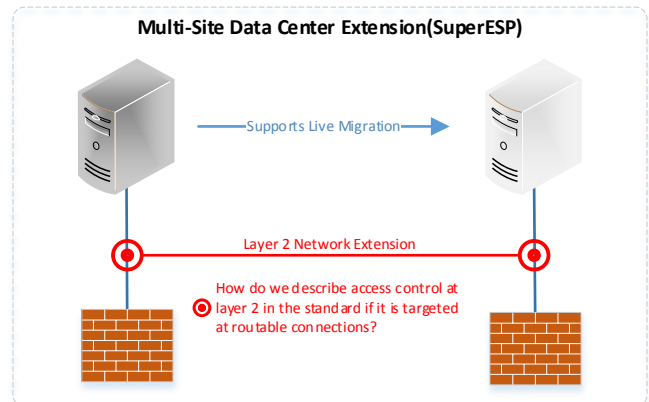 Multi-Site Data Center Extension(SuperESP)
Supports Live Migration
Layer 2 Network Extension
How do we describe access control at
layer 2 in the standard if it is targeted
at routable connections?